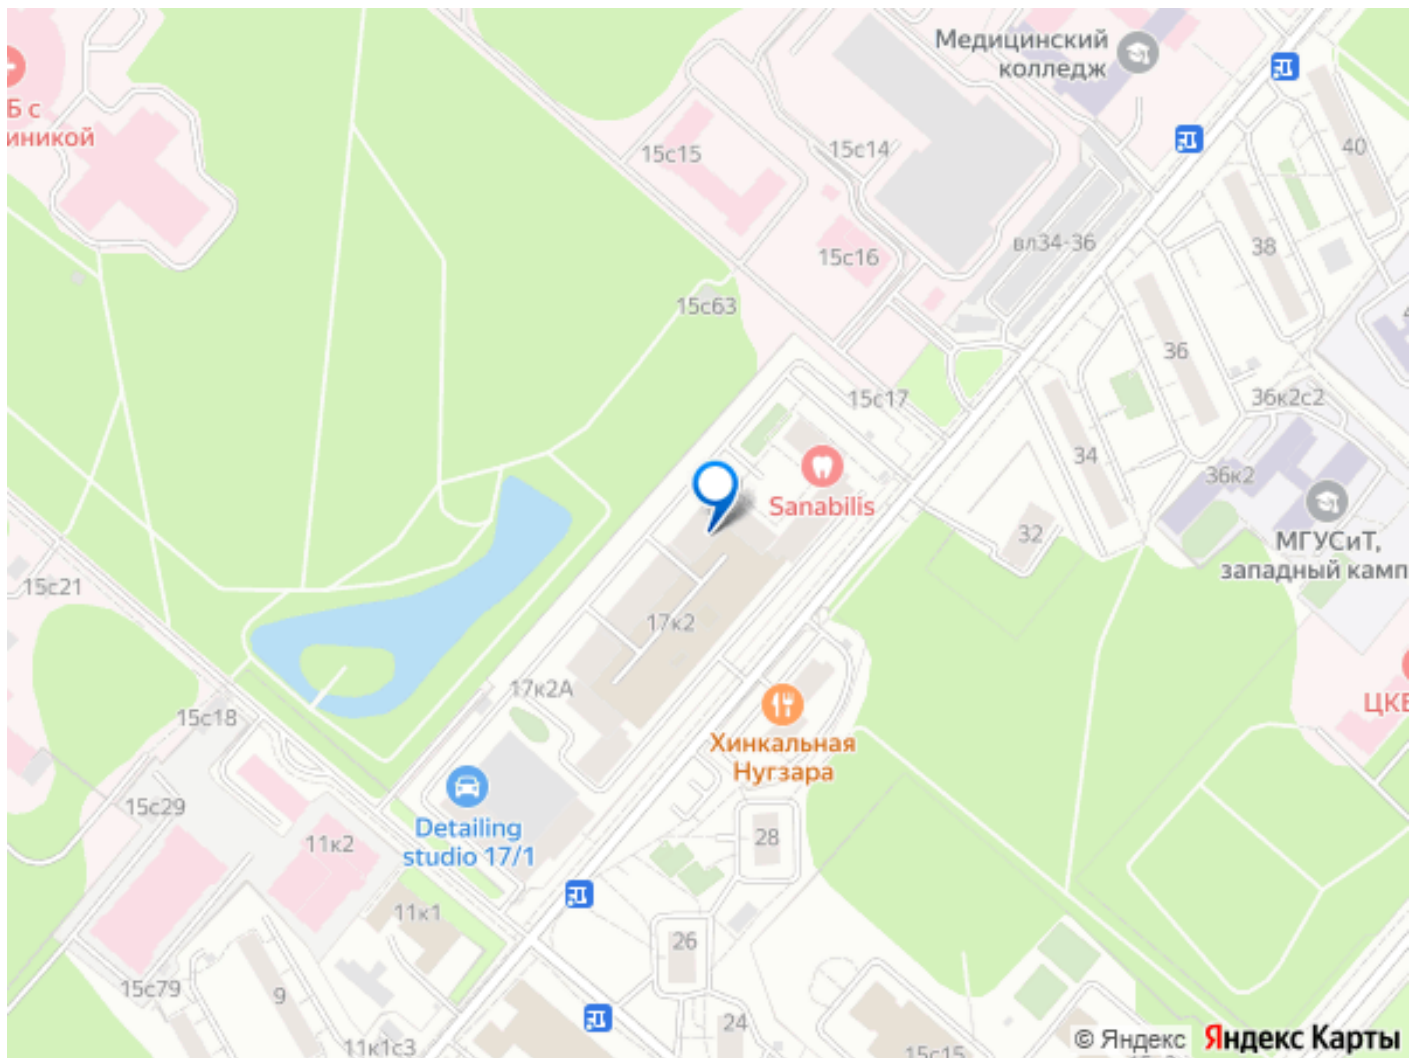 Медицинский
колледж
Б с
иникой
15с15
15с14
40
вл34-36
38
15с16
15с63
36
15с17
36к2с2
34
36к2
Sanabilis
32
МГУСиТ,
западный камп
15с21
17к2
17к2А
ЦКБ
15с18
Хинкальная
Нугзара
15с29
Detailing
studio 17/1
11к2
28
11к1
26
15с79
9
24
11к1с3
15с15
© Яндекс
Яндекс Карты